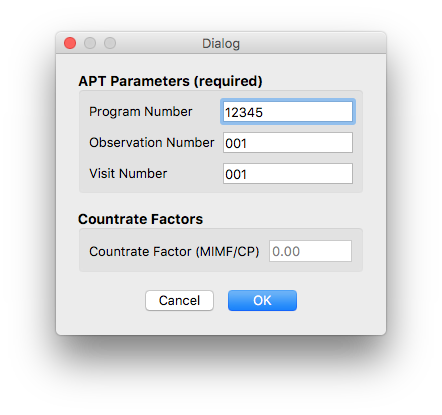 Dialog
APT Parameters (required)
Program Number 12345
Observation Number 001
Visit Number 001
Countrate Factors
Countrate Factor (MIMF/CP) 0.00
Cancel OK